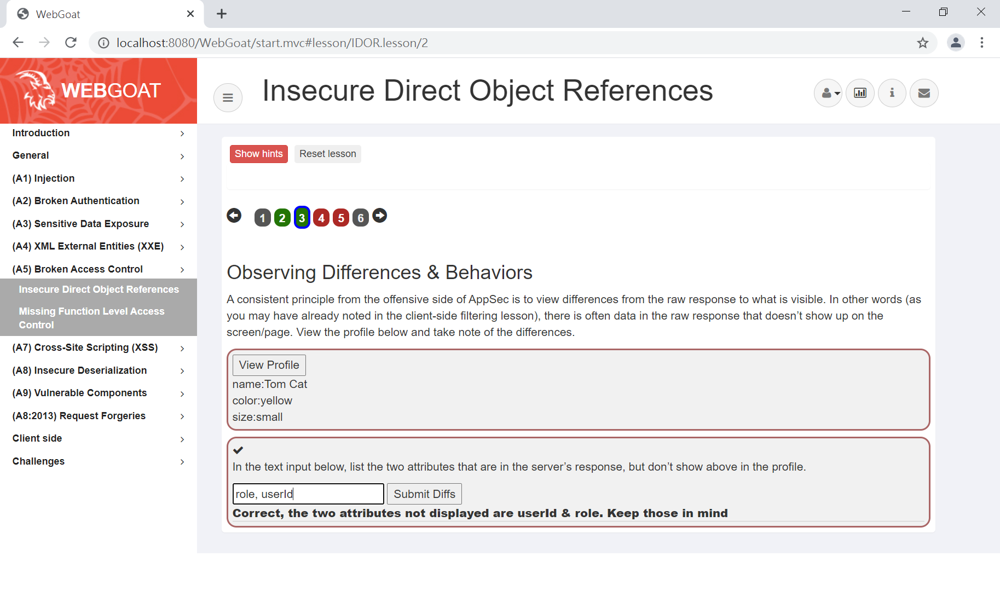 WebGoat
localhost:8080/WebGoat/start.mvc#lesson/IDOR.lesson/2
WEBGOAT
Insecure Direct Object References
Introduction
General
(A1) Injection
(A2) Broken Authentication
(A3) Sensitive Data Exposure
(A4) XML External Entities (XXE)
(A5) Broken Access Control
Insecure Direct Object References
Missing Function Level Access
Control
(A7) Cross-Site Scripting (XSS)
(A8) Insecure Deserialization
(A9) Vulnerable Components
(A8:2013) Request Forgeries
Client side
Challenges
Show hints Reset lesson
1 2 3 4 5 6
Observing Differences & Behaviors
A consistent principle from the offensive side of AppSec is to view differences from the raw response to what is visible. In other words (as
you may have already noted in the client-side filtering lesson), there is often data in the raw response that doesn’t show up on the
screen/page. View the profile below and take note of the differences.
View Profile
name:Tom Cat
color:yellow
size:small
In the text input below, list the two attributes that are in the server’s response, but don’t show above in the profile.
role, userId Submit Diffs
Correct, the two attributes not displayed are userId & role. Keep those in mind